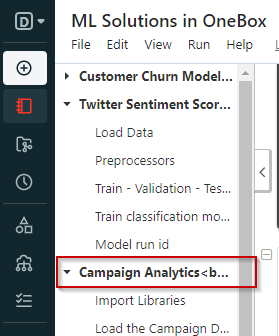 D
ML Solutions in OneBox
File Edit View Run Help
Customer Churn Model...
Twitter Sentiment Scor...
Load Data
Preprocessors
Train - Validation - Tes...
Train classification mo...
Model run id
Campaign Analytics<b...
Import Libraries
Load the Campaign D...